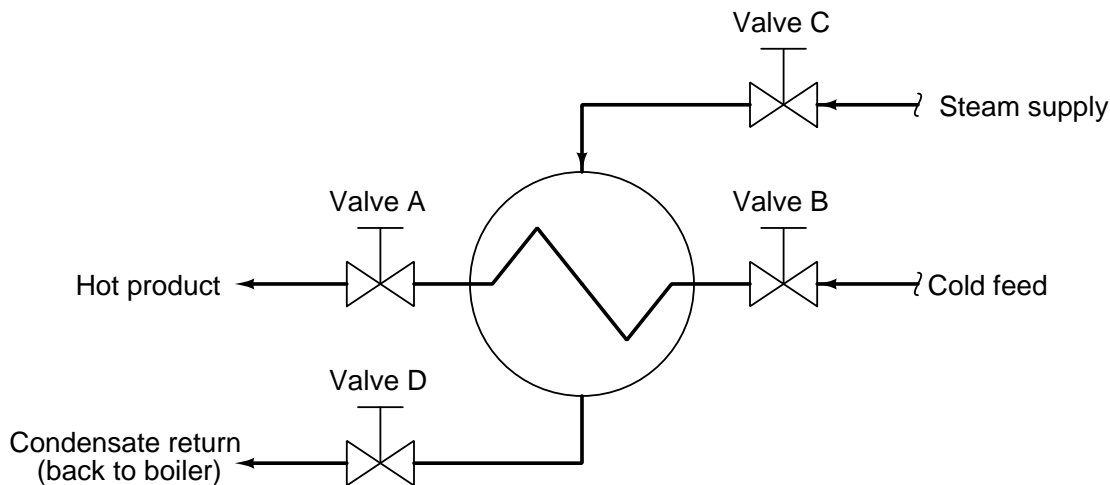 Valve C
Steam supply
Valve A
Valve B
Hot product
Cold feed
Valve D
Condensate return
(back to boiler)